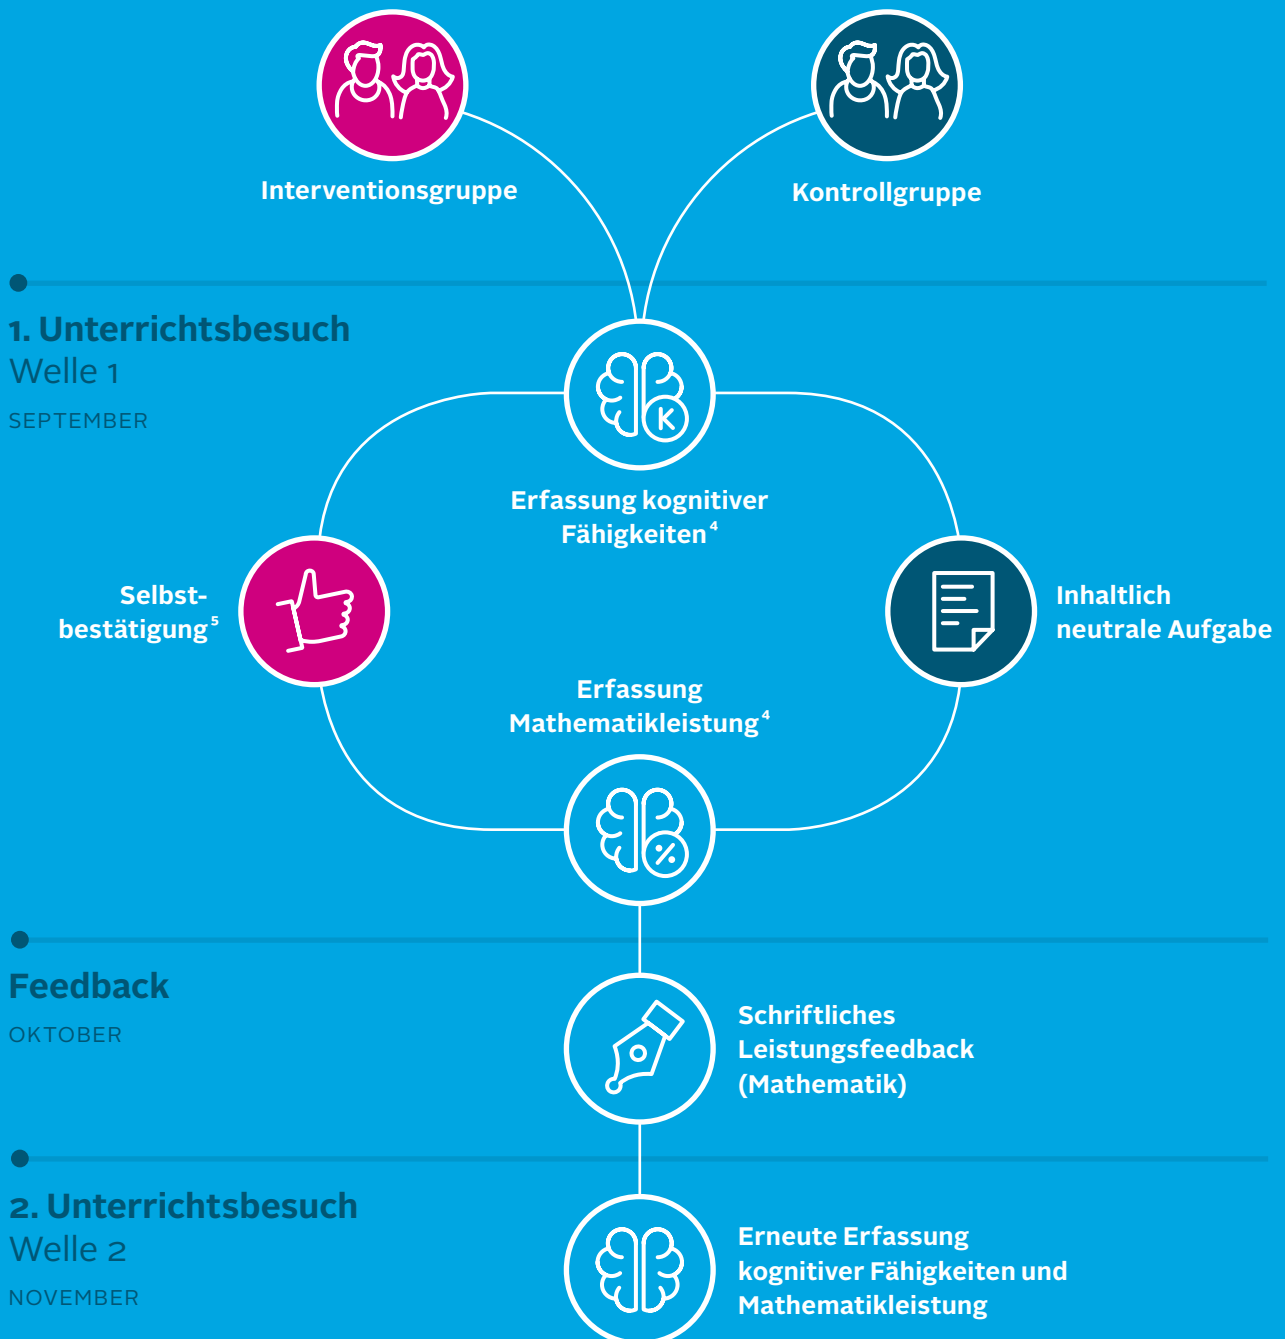 Interventionsgruppe
Kontrollgruppe
1. Unterrichtsbesuch
Welle 1
SEPTEMBER
K
Erfassung kognitiver
Fähigkeiten⁴
Selbst-
bestätigung⁵
Inhaltlich
neutrale Aufgabe
Erfassung
Mathematikleistung⁴
%
Feedback
OKTOBER
Schriftliches
Leistungsfeedback
(Mathematik)
2. Unterrichtsbesuch
Welle 2
NOVEMBER
Erneute Erfassung
kognitiver Fähigkeiten und
Mathematikleistung